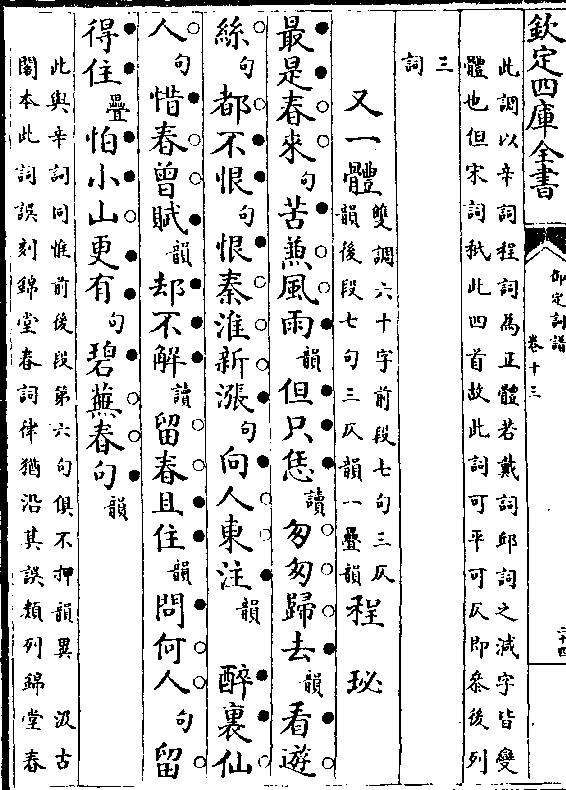 欽定四庫全書
御定詞譜
卷十三
二十四
此調以辛詞程詞為正體若戴詞邱詞之減字皆變
體也但宋詞秖此四首故此詞可平可仄即叅後列
三詞
又一體
雙調六十字前段七句三仄
韻後段七句三仄韻一疊韻
程珌
最是春來句苦兼風雨韻但只恁讀匆匆歸去韻看遊
絲句都不恨句恨秦淮新漲句向人東注韻 醉裏仙
人句惜春曾賦韻却不解讀留春且住韻問何人句留
得住疊怕小山更有句碧蕪春句韻
此與辛詞同惟前後段第六句俱不押韻異 汲古
閣本此詞誤刻錦堂春詞律猶沿其誤類列錦堂春